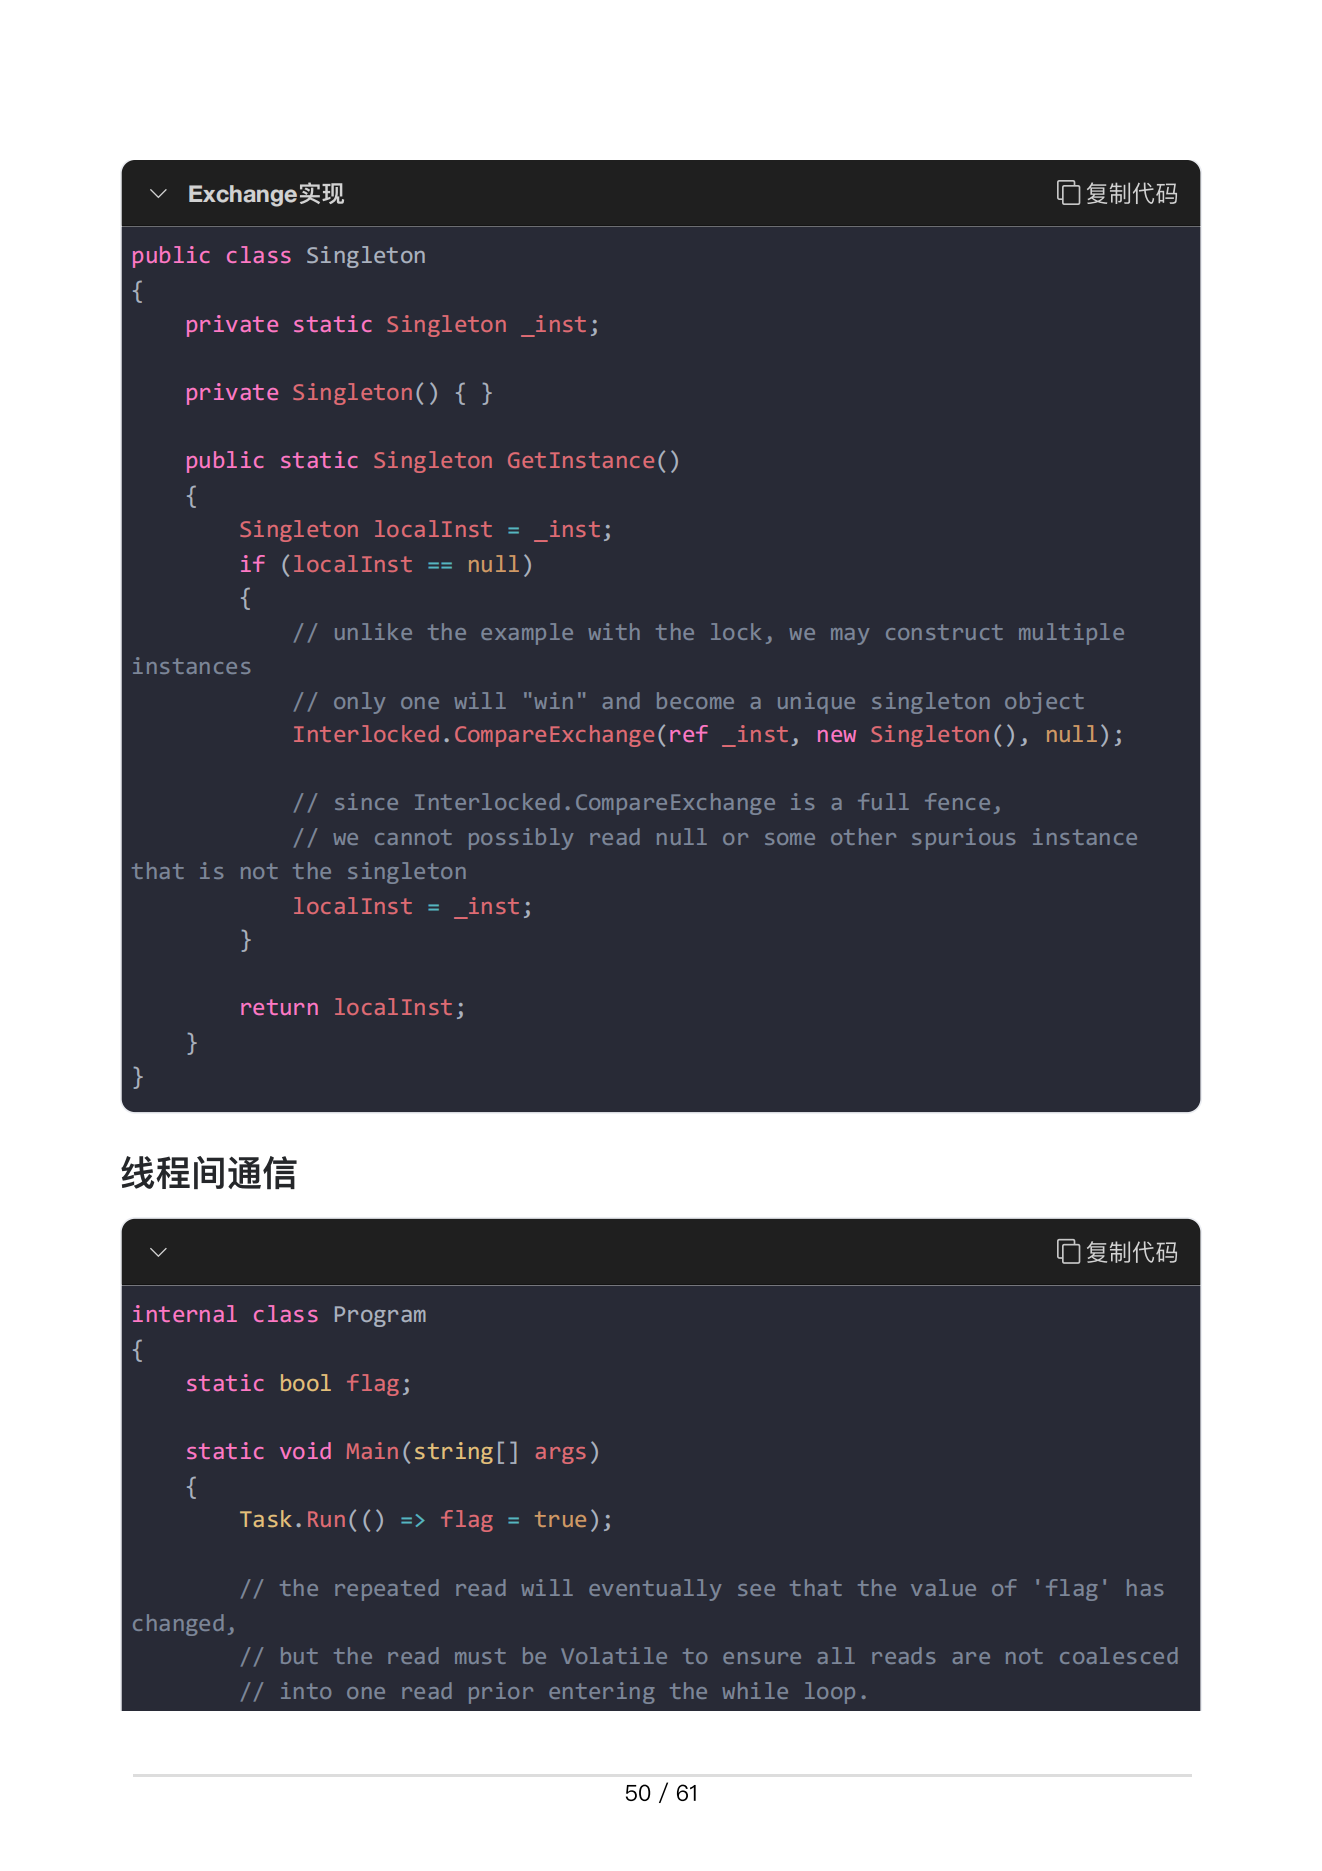 Exchange实现
复制代码
public class Singleton
{
    private static Singleton _inst;

    private Singleton() { }

    public static Singleton GetInstance()
    {
        Singleton localInst = _inst;
        if (localInst == null)
        {
            // unlike the example with the lock, we may construct multiple
instances
            // only one will "win" and become a unique singleton object
            Interlocked.CompareExchange(ref _inst, new Singleton(), null);

            // since Interlocked.CompareExchange is a full fence,
            // we cannot possibly read null or some other spurious instance
that is not the singleton
            localInst = _inst;
        }

        return localInst;
    }
}
线程间通信
复制代码
internal class Program
{
    static bool flag;

    static void Main(string[] args)
    {
        Task.Run(() => flag = true);

        // the repeated read will eventually see that the value of 'flag' has
changed,
        // but the read must be Volatile to ensure all reads are not coalesced
        // into one read prior entering the while loop.
50 / 61